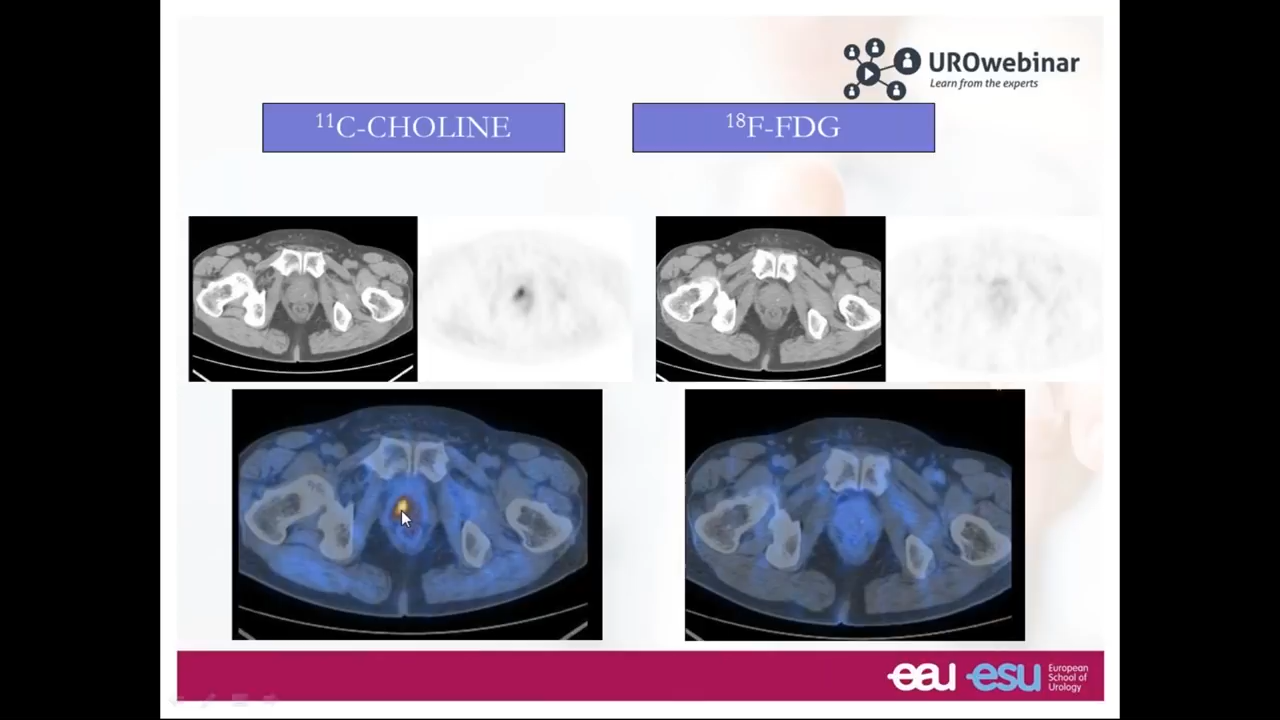 UROwebinar
Learn from the experts
¹¹C-CHOLINE
¹⁸F-FDG
eau esu European
School of
Urology